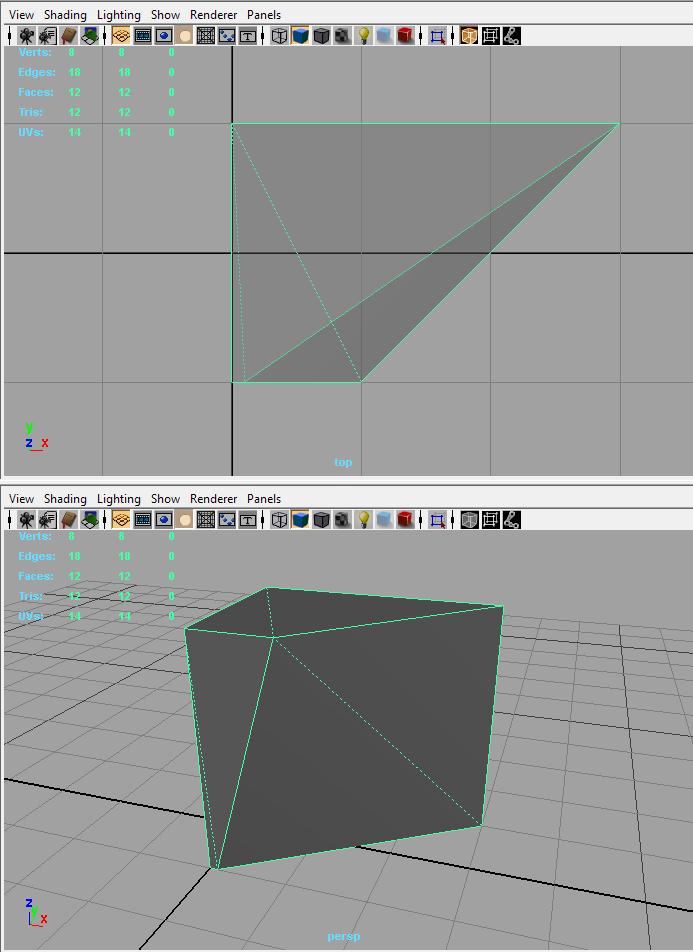 View Shading Lighting Show Renderer Panels
Verts: 8 8 0
Edges: 18 18 0
Faces: 12 12 0
Tris: 12 12 0
UVs: 14 14 0
y
z x
top
View Shading Lighting Show Renderer Panels
Verts: 8 8 0
Edges: 18 18 0
Faces: 12 12 0
Tris: 12 12 0
UVs: 14 14 0
z
y x
persp